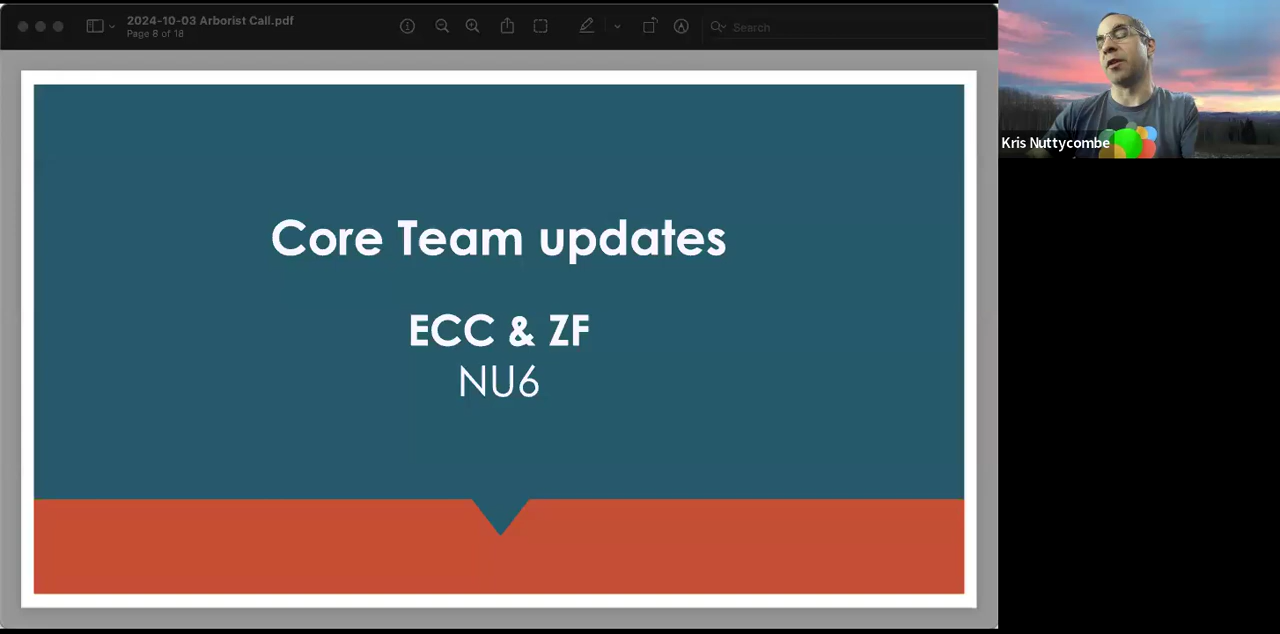 2024-10-03 Arborist Call.pdf
Page 8 of 18
Search
Core Team updates
ECC & ZF
NU6
Kris Nuttycombe